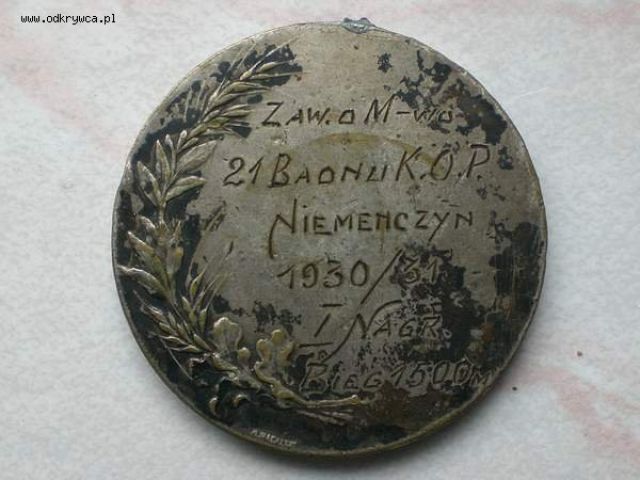 www.odkrywca.pl
ZAW. O M-WO
21 BAONU K.O.P.
NIEMENCZYN
1930/31
I NAGR.
BIEG 1500 M